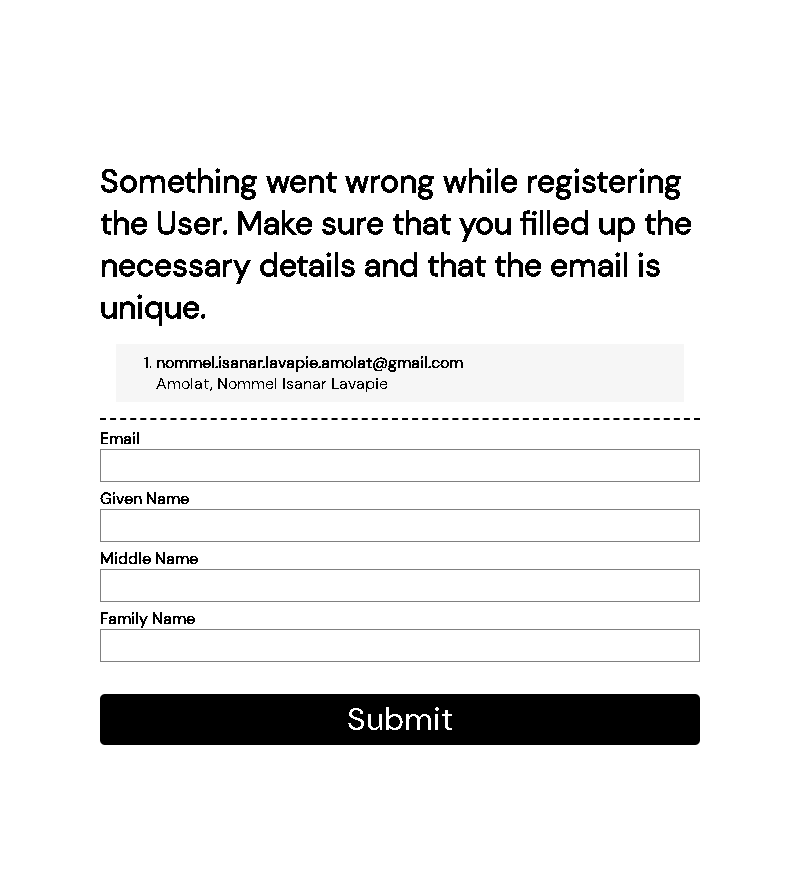 Something went wrong while registering
the User. Make sure that you filled up the
necessary details and that the email is
unique.
1. nommel.isanar.lavapie.amolat@gmail.com
Amolat, Nommel Isanar Lavapie
Email
Given Name
Middle Name
Family Name
Submit